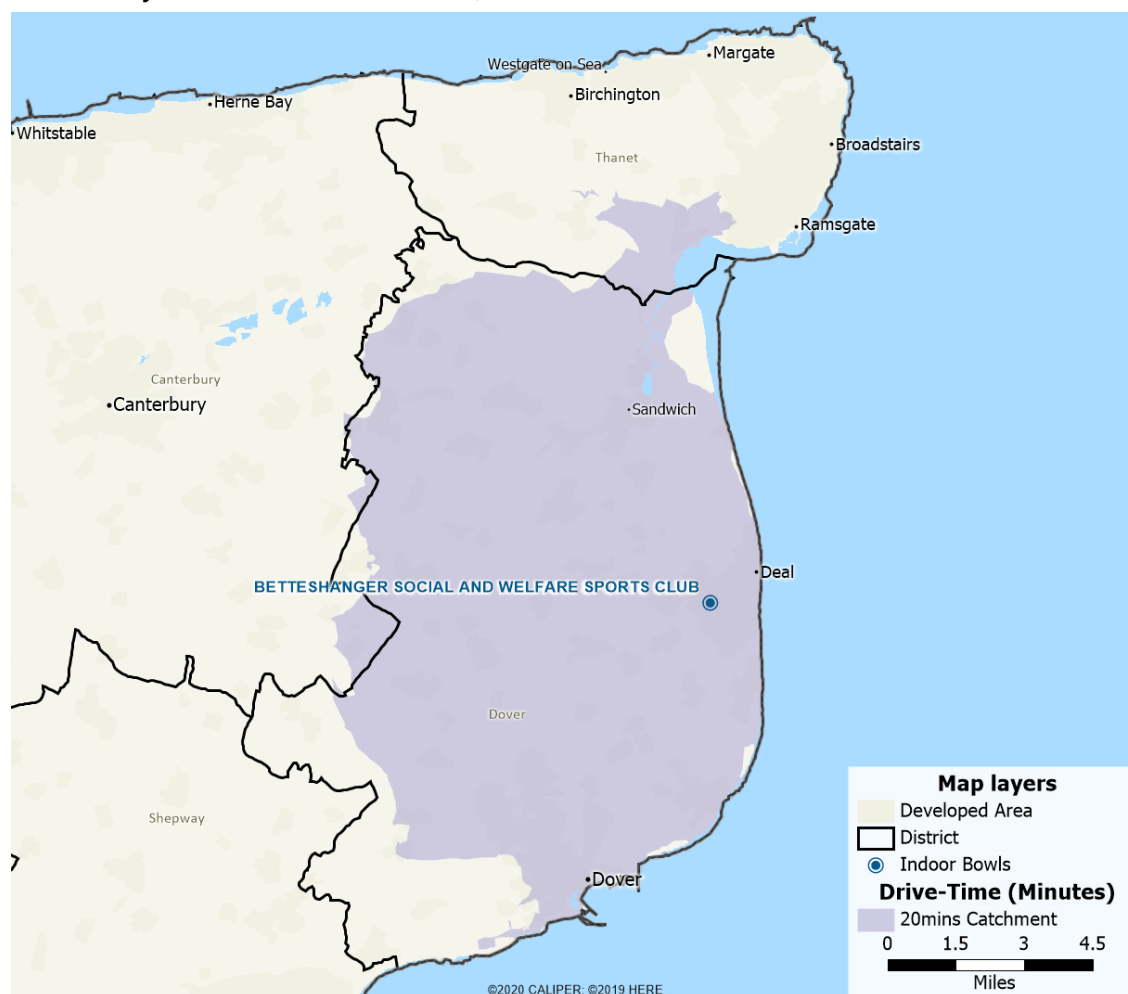 Margate
Westgate on Sea
Birchington
Herne Bay
Whitstable
Broadstairs
Thanet
Ramsgate
Canterbury
Canterbury
Sandwich
Deal
BETTESHANGER SOCIAL AND WELFARE SPORTS CLUB
Dover
Shepway
Dover
Map layers
Developed Area
District
Indoor Bowls
Drive-Time (Minutes)
20mins Catchment
0 1.5 3 4.5
Miles
©2020 CALIPER; ©2019 HERE